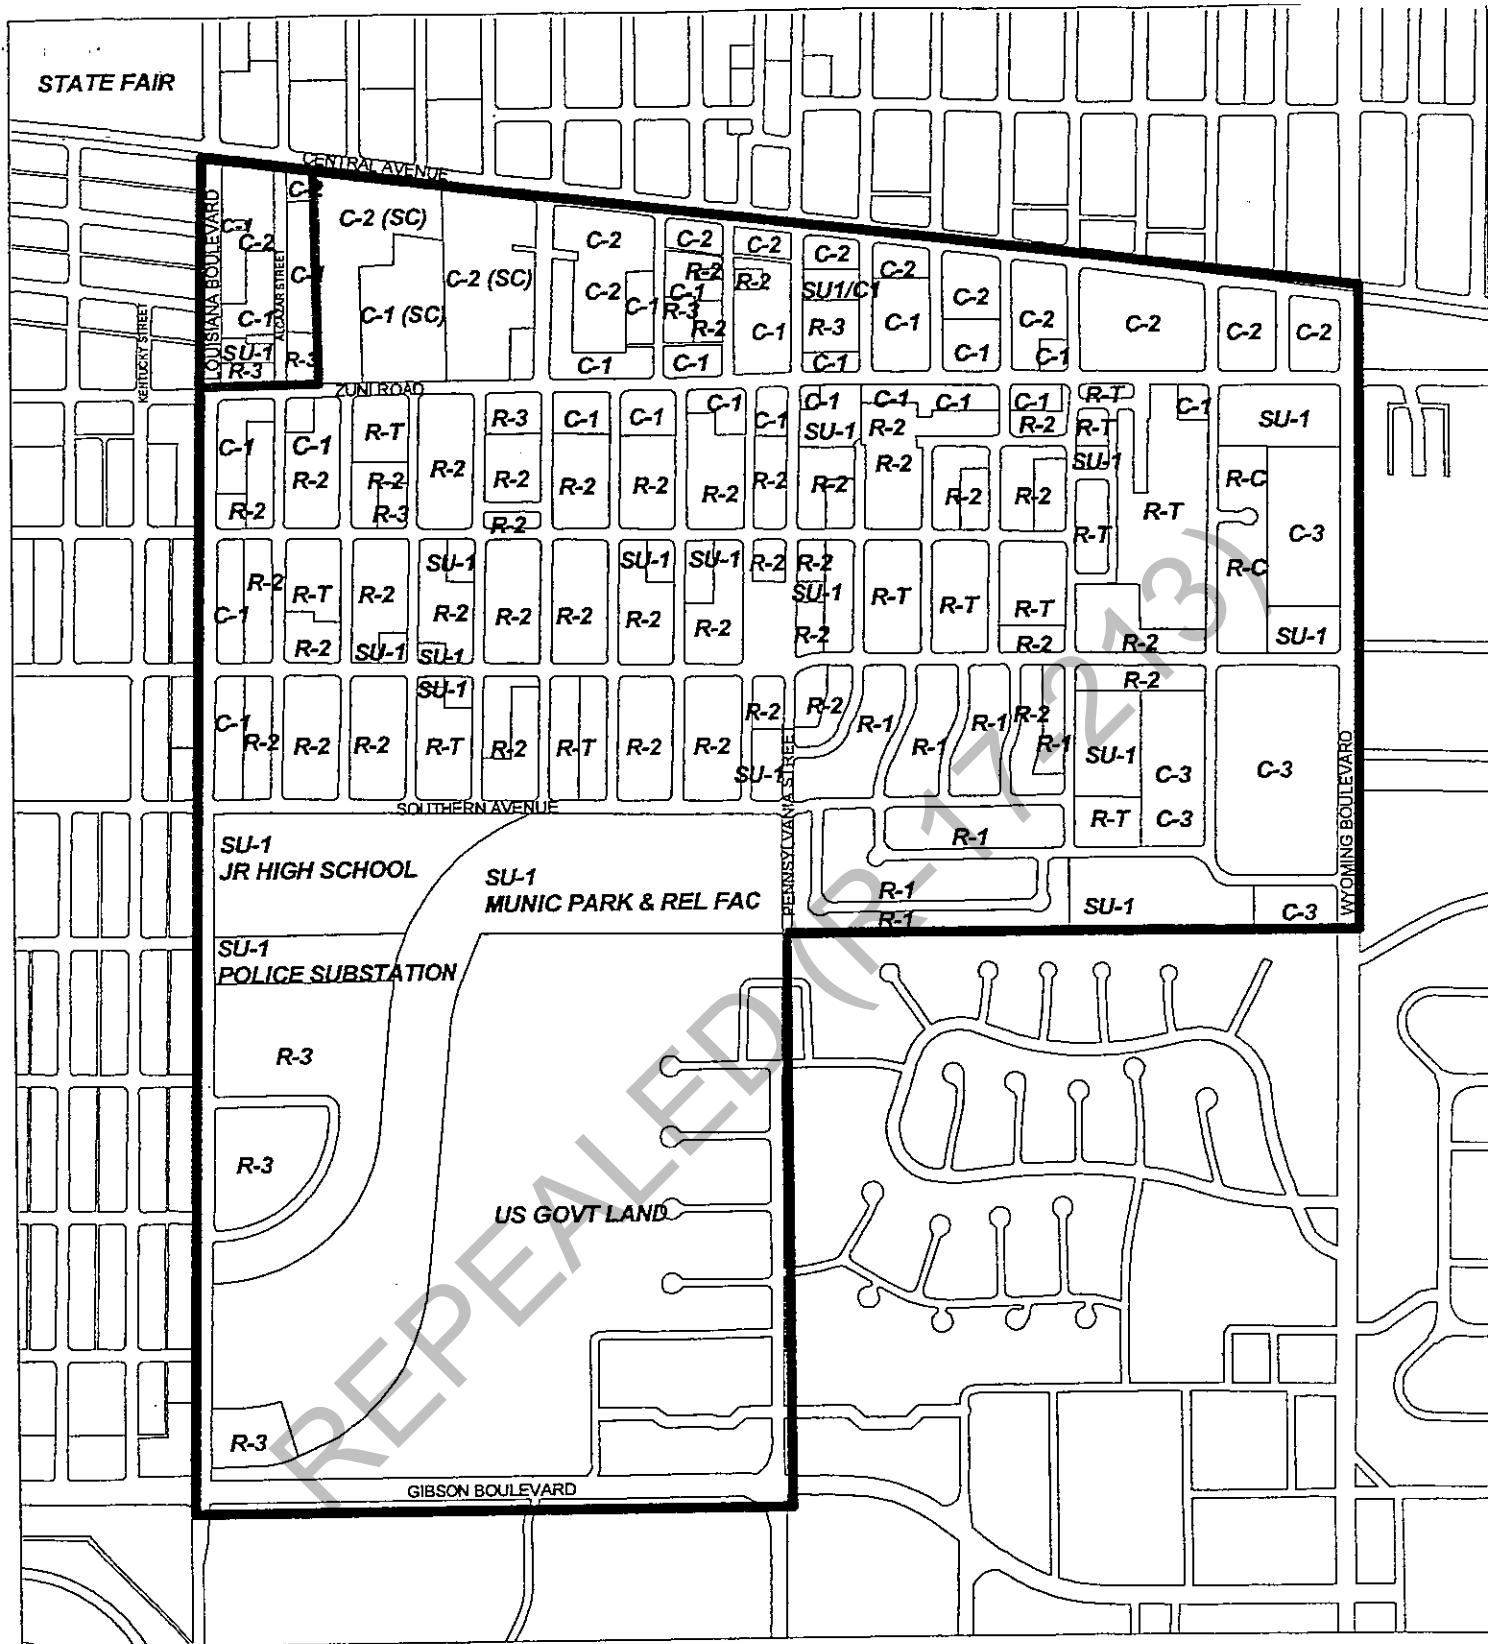 STATE FAIR
CENTRAL AVENUE
LOUISIANA BOULEVARD
ALCAZAR STREET
KENTUCKY STREET
C-1
C-2
C-1
SU-1
R-3
C-2
R-3
C-2 (SC)
C-1 (SC)
C-2 (SC)
C-2
C-2
C-1
C-1
C-2
R-2
C-1
R-3
R-2
C-1
C-2
R-2
C-1
C-2
SU1/C1
R-3
C-1
C-2
C-1
C-2
C-1
C-2
C-1
C-2
C-2
C-2
ZUNI ROAD
C-1
R-2
C-1
R-2
R-T
R-2
R-3
R-2
R-3
R-2
R-2
C-1
R-2
C-1
R-2
C-1
R-2
C-1
R-2
C-1
SU-1
R-2
C-1
R-2
R-2
C-1
R-2
C-1
R-2
R-2
R-T
R-T
SU-1
R-T
C-1
R-T
SU-1
R-C
R-C
C-3
SU-1
C-1
R-2
R-T
R-2
R-2
SU-1
SU-1
R-2
SU-1
R-2
R-2
SU-1
R-2
SU-1
R-2
R-2
R-2
SU-1
R-2
R-T
R-T
R-T
R-2
R-2
C-1
R-2
R-2
R-2
SU-1
R-T
R-2
R-T
R-2
R-2
R-2
SU-1
R-2
R-1
R-1
R-1
R-2
R-1
R-2
SU-1
C-3
R-T
C-3
C-3
SOUTHERN AVENUE
PENNSYLVANIA STREE
WYOMING BOULEVARD
SU-1
JR HIGH SCHOOL
SU-1
MUNIC PARK & REL FAC
R-1
R-1
R-1
SU-1
C-3
SU-1
POLICE SUBSTATION
R-3
R-3
US GOVT LAND
R-3
GIBSON BOULEVARD
REPEALED (R-17-213)